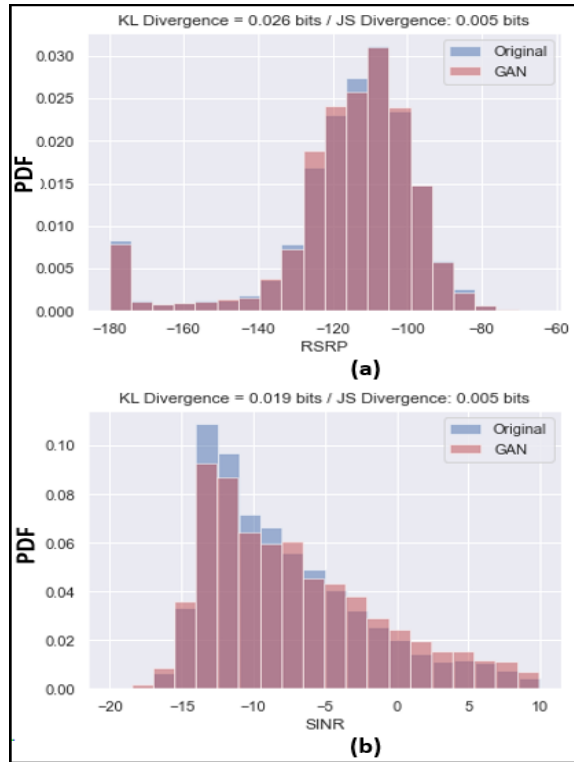 KL Divergence = 0.026 bits / JS Divergence: 0.005 bits
Original
GAN
PDF
0.030
0.025
0.020
0.015
0.010
0.005
0.000
−180 −160 −140 −120 −100 −80 −60
RSRP
(a)
KL Divergence = 0.019 bits / JS Divergence: 0.005 bits
Original
GAN
PDF
0.10
0.08
0.06
0.04
0.02
0.00
−20 −15 −10 −5 0 5 10
SINR
(b)